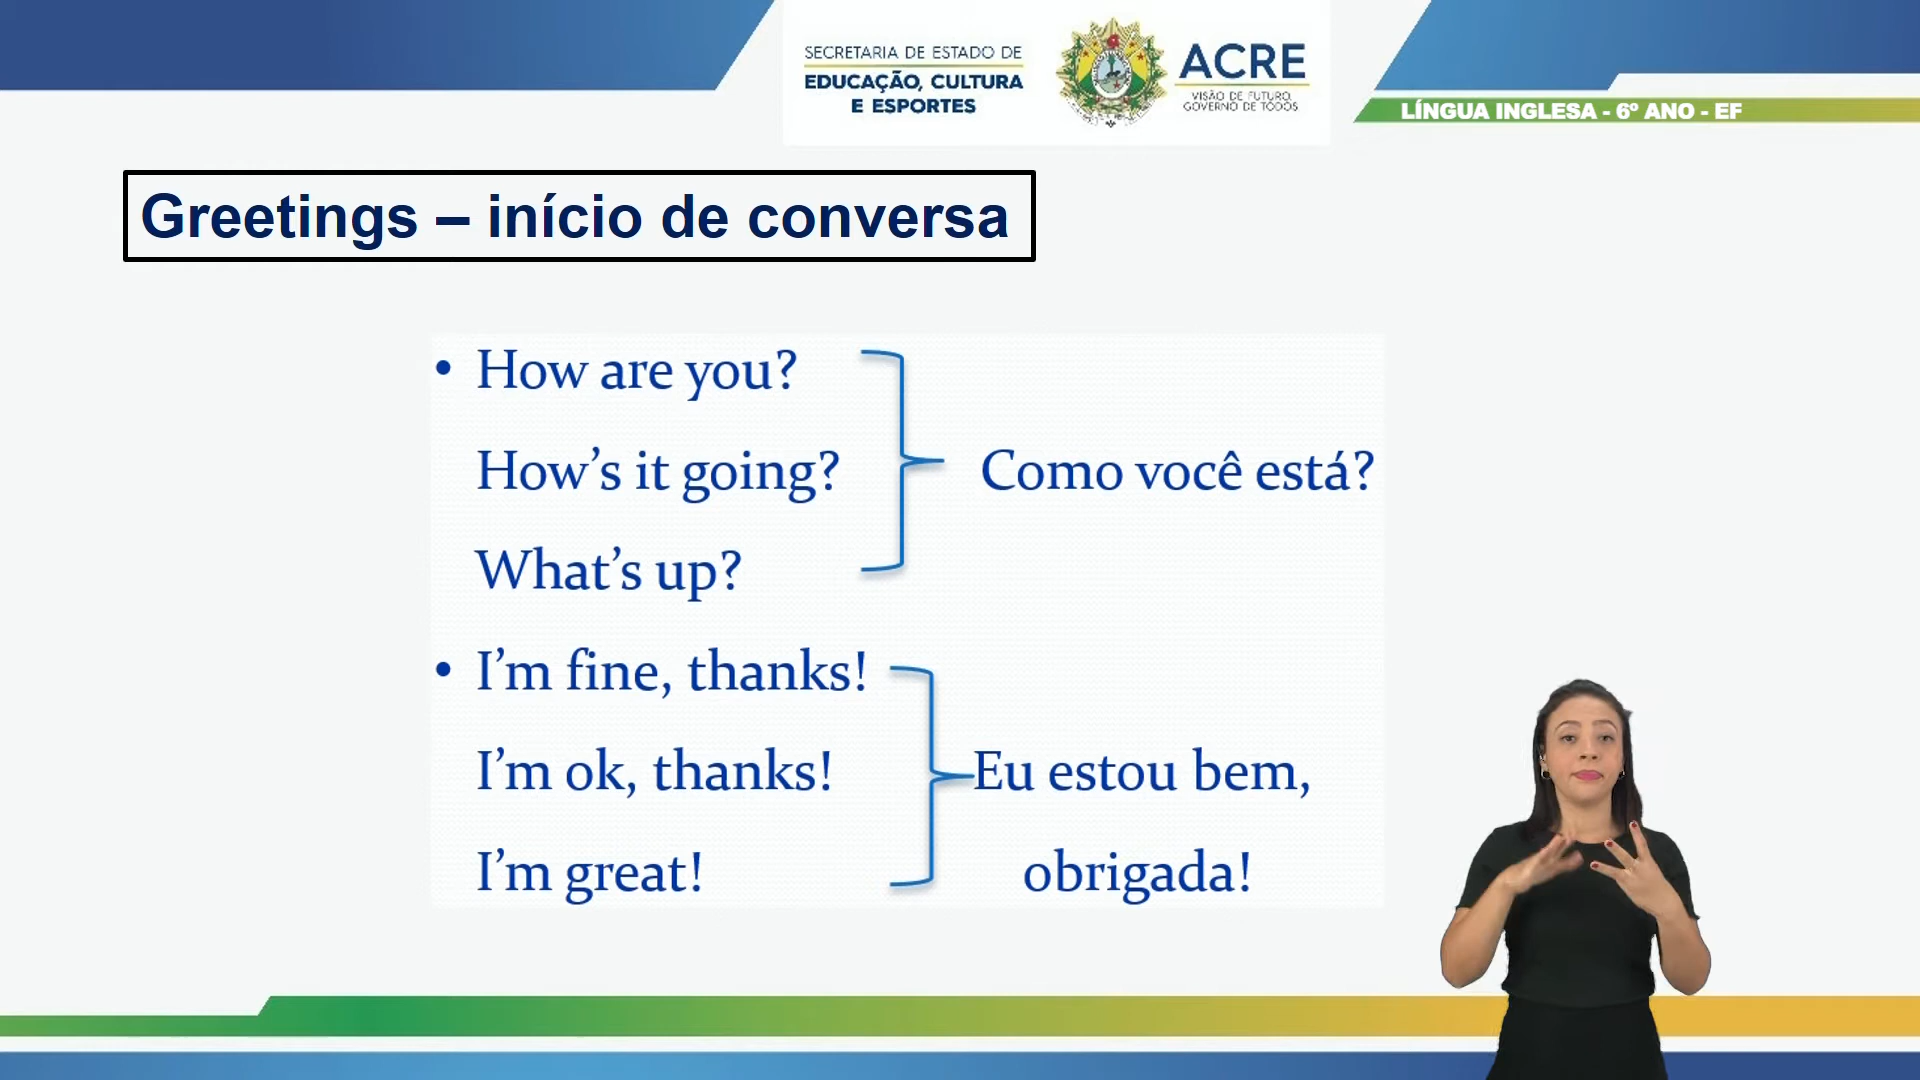 SECRETARIA DE ESTADO DE
EDUCAÇÃO, CULTURA
E ESPORTES
ACRE
VISÃO DE FUTURO,
GOVERNO DE TODOS
LÍNGUA INGLESA - 6º ANO - EF
Greetings – início de conversa
• How are you?
How’s it going?
What’s up?
Como você está?
• I’m fine, thanks!
I’m ok, thanks!
I’m great!
Eu estou bem,
obrigada!